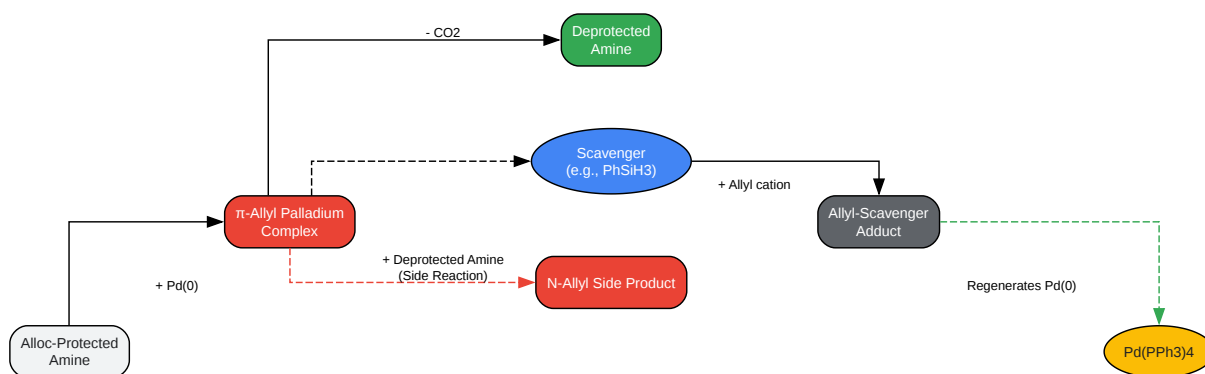 - CO2
Deprotected
Amine
Scavenger
(e.g., PhSiH3)
+ Allyl cation
π-Allyl Palladium
Complex
Allyl-Scavenger
Adduct
+ Deprotected Amine
(Side Reaction)
N-Allyl Side Product
+ Pd(0)
Regenerates Pd(0)
Alloc-Protected
Amine
Pd(PPh3)4